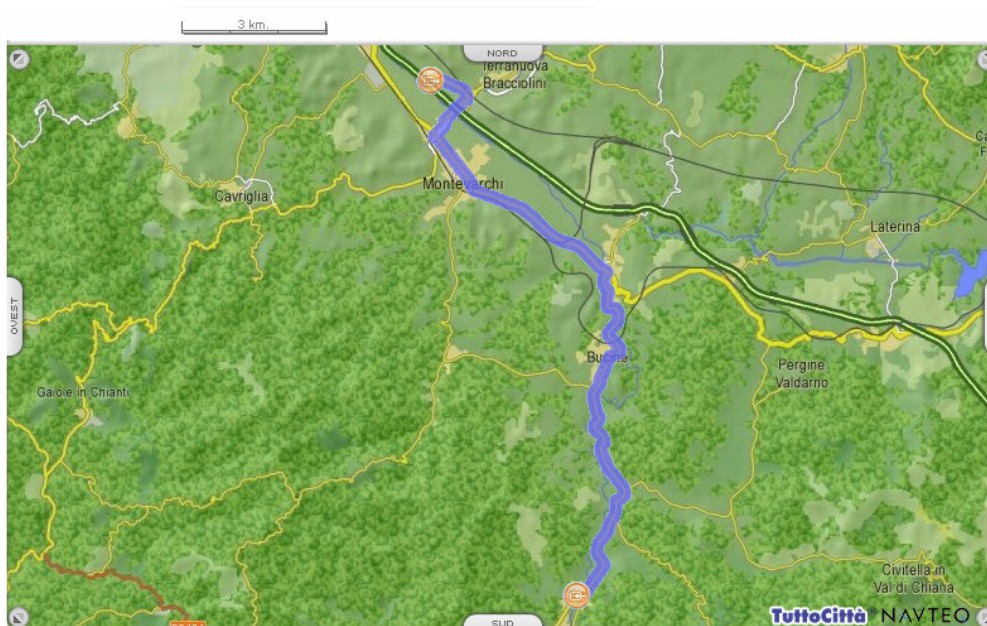 3 km.
NORD
Terranuova
Bracciolini
Montevarchi
Cavriglia
Laterina
OVEST
Bucine
Pergine
Valdarno
Gaiole in Chianti
Civitella in
Val di Chiana
TuttoCittà® NAVTEQ
SUD